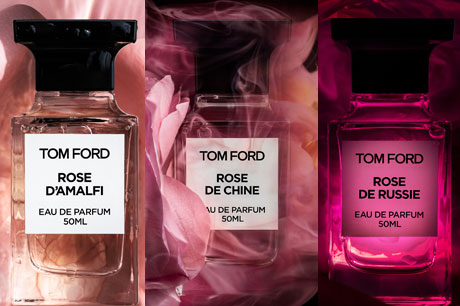 TOM FORD
ROSE
D'AMALFI
EAU DE PARFUM
50ML
TOM FORD
ROSE
DE CHINE
EAU DE PARFUM
50ML
TOM FORD
ROSE
DE RUSSIE
EAU DE PARFUM
50ML